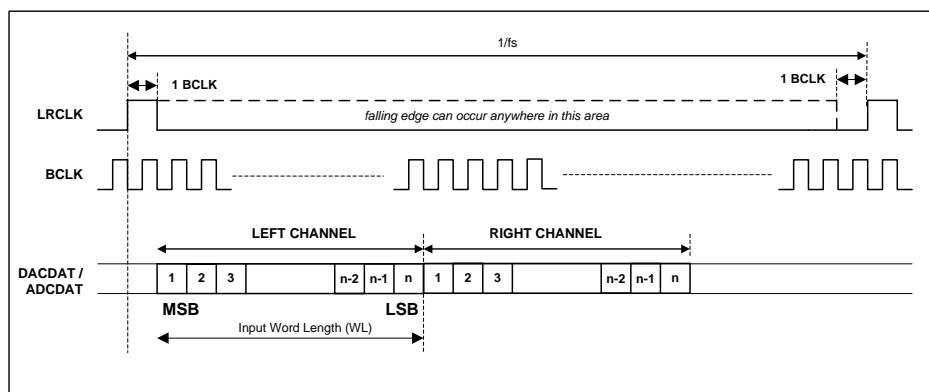 1/fs
1 BCLK
1 BCLK
LRCLK
falling edge can occur anywhere in this area
BCLK
LEFT CHANNEL
RIGHT CHANNEL
DACDAT /
ADCDAT
1 2 3 n-2 n-1 n 1 2 3 n-2 n-1 n
MSB
LSB
Input Word Length (WL)